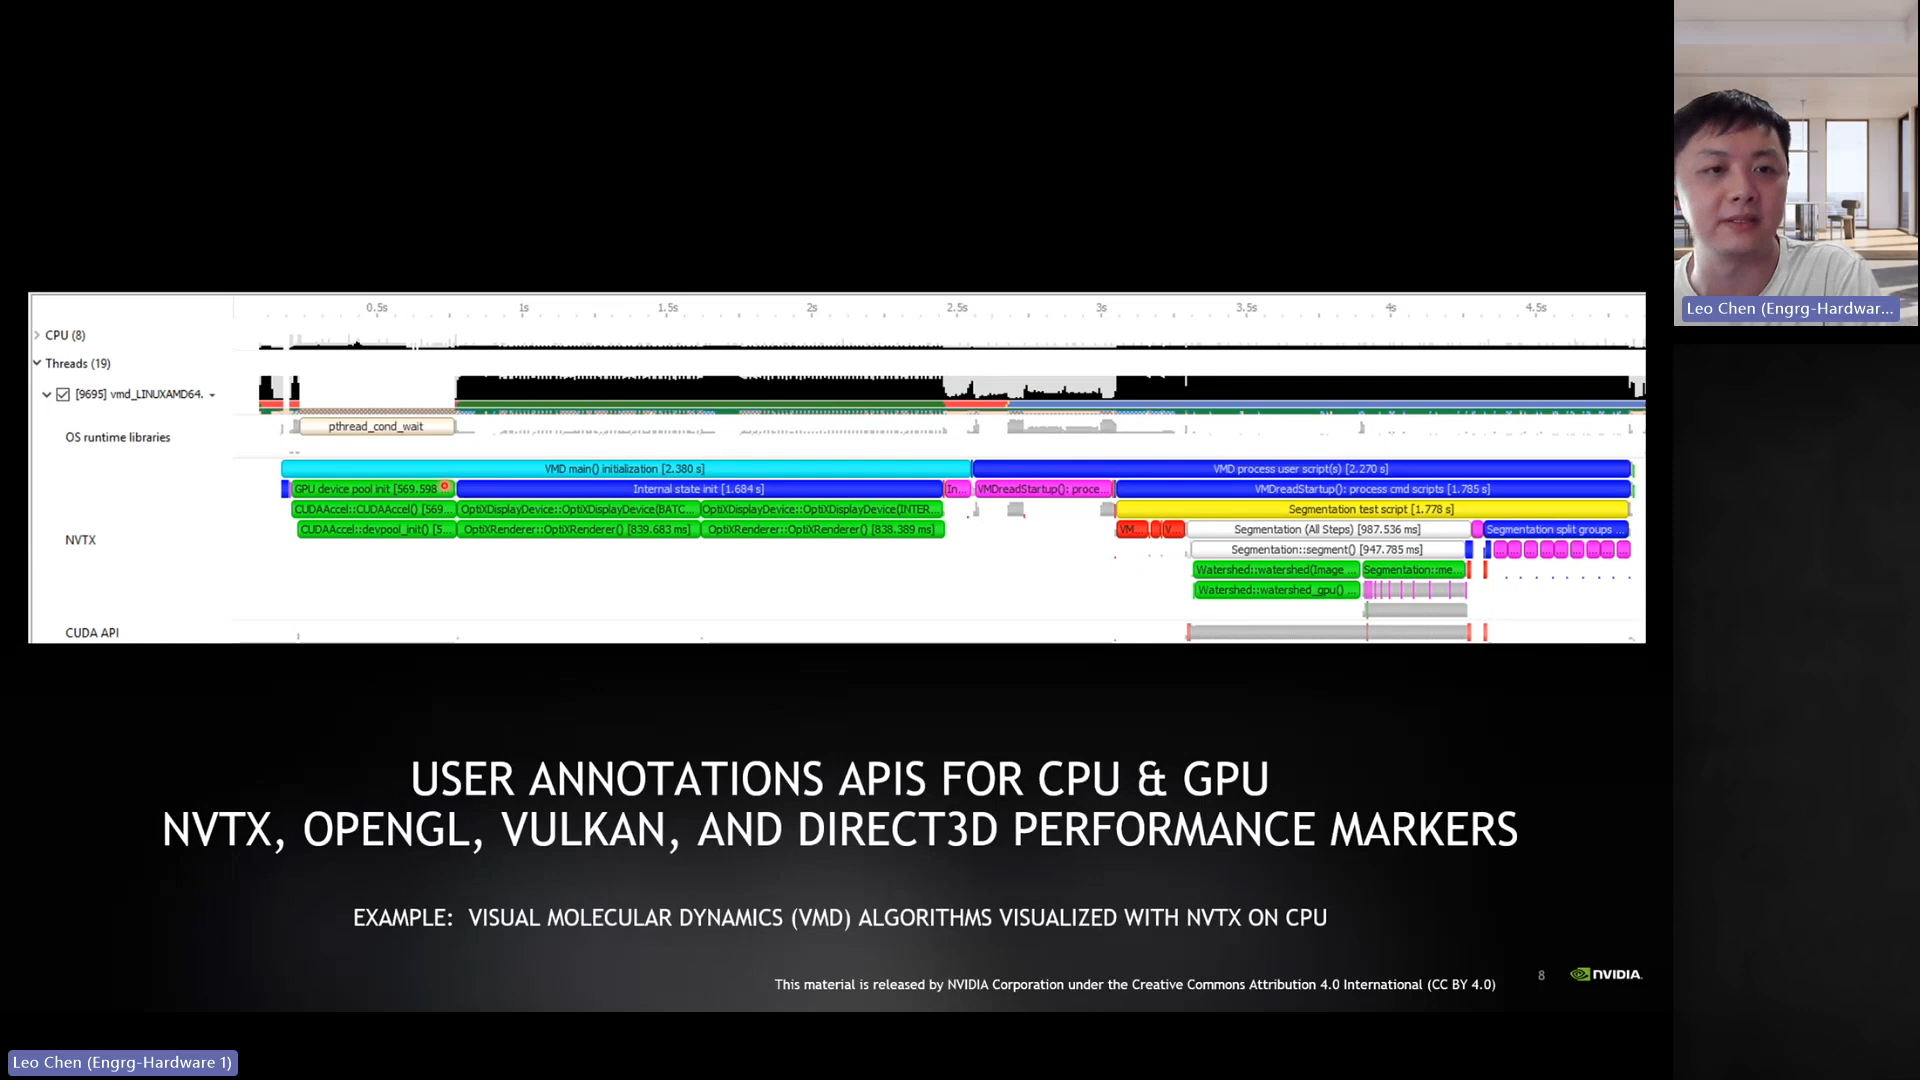 0.5s 1s 1.5s 2s 2.5s 3s 3.5s 4s 4.5s
CPU (8)
Threads (19)
[9695] vmd_LINUXAMD64.
pthread_cond_wait
OS runtime libraries
VMD main() initialization [2.380 s] VMD process user script(s) [2.270 s]
GPU device pool init [569.598 Internal state init [1.684 s] In... VMDreadStartup(): proce... VMDreadStartup(): process cmd scripts [1.785 s]
CUDAAccel::CUDAAccel() [569... OptiXDisplayDevice::OptiXDisplayDevice(BATC... OptiXDisplayDevice::OptiXDisplayDevice(INTER... Segmentation test script [1.778 s]
CUDAAccel::devpool_init() [5... OptiXRenderer::OptiXRenderer() [839.683 ms] OptiXRenderer::OptiXRenderer() [838.389 ms] VM... V... Segmentation (All Steps) [987.536 ms] Segmentation split groups ...
NVTX
Segmentation::segment() [947.785 ms] ... ... ... ... ... ... ... ... ...
Watershed::watershed(Image ... Segmentation::me...
Watershed::watershed_gpu() ...
CUDA API
USER ANNOTATIONS APIS FOR CPU & GPU
NVTX, OPENGL, VULKAN, AND DIRECT3D PERFORMANCE MARKERS
EXAMPLE: VISUAL MOLECULAR DYNAMICS (VMD) ALGORITHMS VISUALIZED WITH NVTX ON CPU
This material is released by NVIDIA Corporation under the Creative Commons Attribution 4.0 International (CC BY 4.0)
8
NVIDIA.
Leo Chen (Engrg-Hardwar...
Leo Chen (Engrg-Hardware 1)